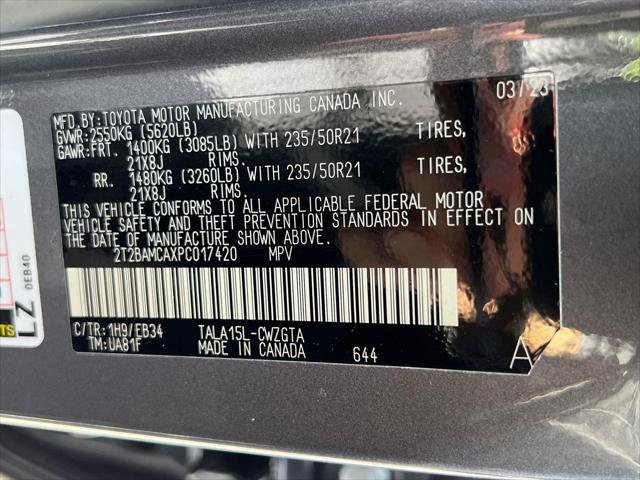 MFD.BY:TOYOTA MOTOR MANUFACTURING CANADA INC. 03/23
GVWR:2550KG (5620LB)
GAWR:FRT. 1400KG (3085LB) WITH 235/50R21 TIRES,
21X8J RIMS.
RR. 1480KG (3260LB) WITH 235/50R21 TIRES,
21X8J RIMS.
THIS VEHICLE CONFORMS TO ALL APPLICABLE FEDERAL MOTOR
VEHICLE SAFETY AND THEFT PREVENTION STANDARDS IN EFFECT ON
THE DATE OF MANUFACTURE SHOWN ABOVE.
2T2BAMCAXPC017420 MPV
C/TR:1H9/EB34 TALA15L-CWZGTA
TM:UA81F MADE IN CANADA 644 A
LZ
0EB40